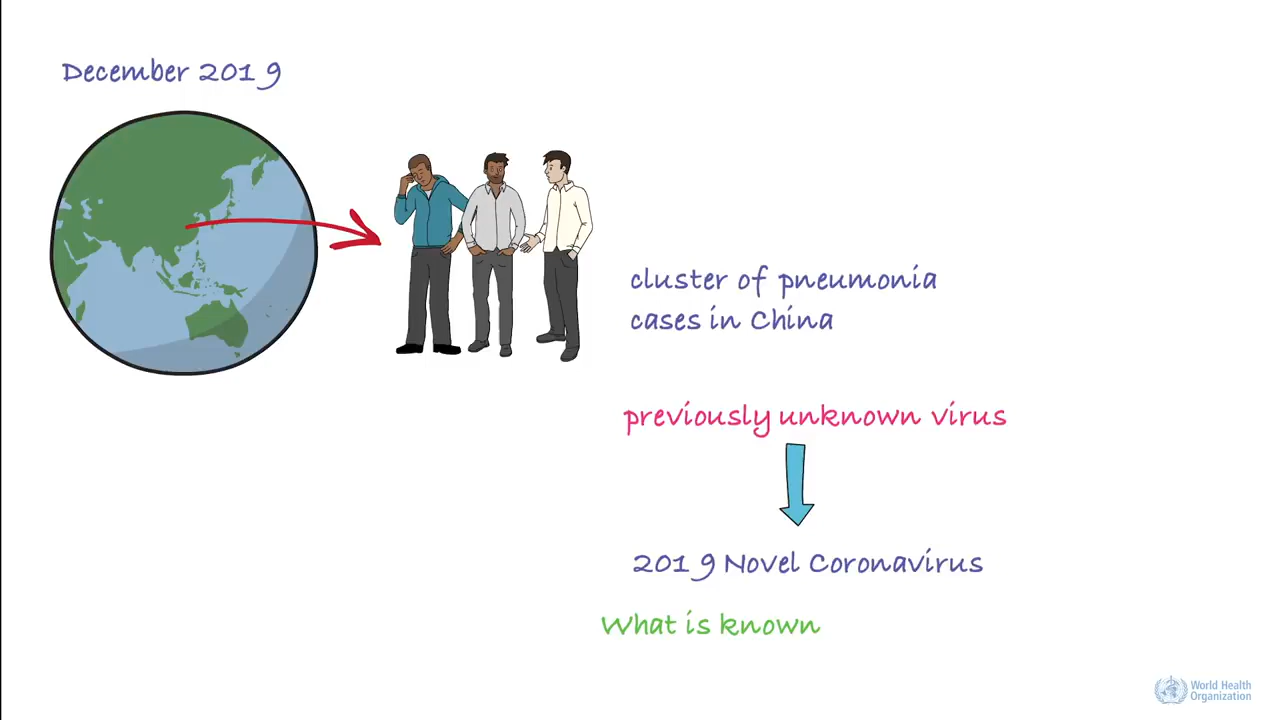 December 2019
cluster of pneumonia
cases in China
previously unknown virus
2019 Novel Coronavirus
What is known
World Health
Organization